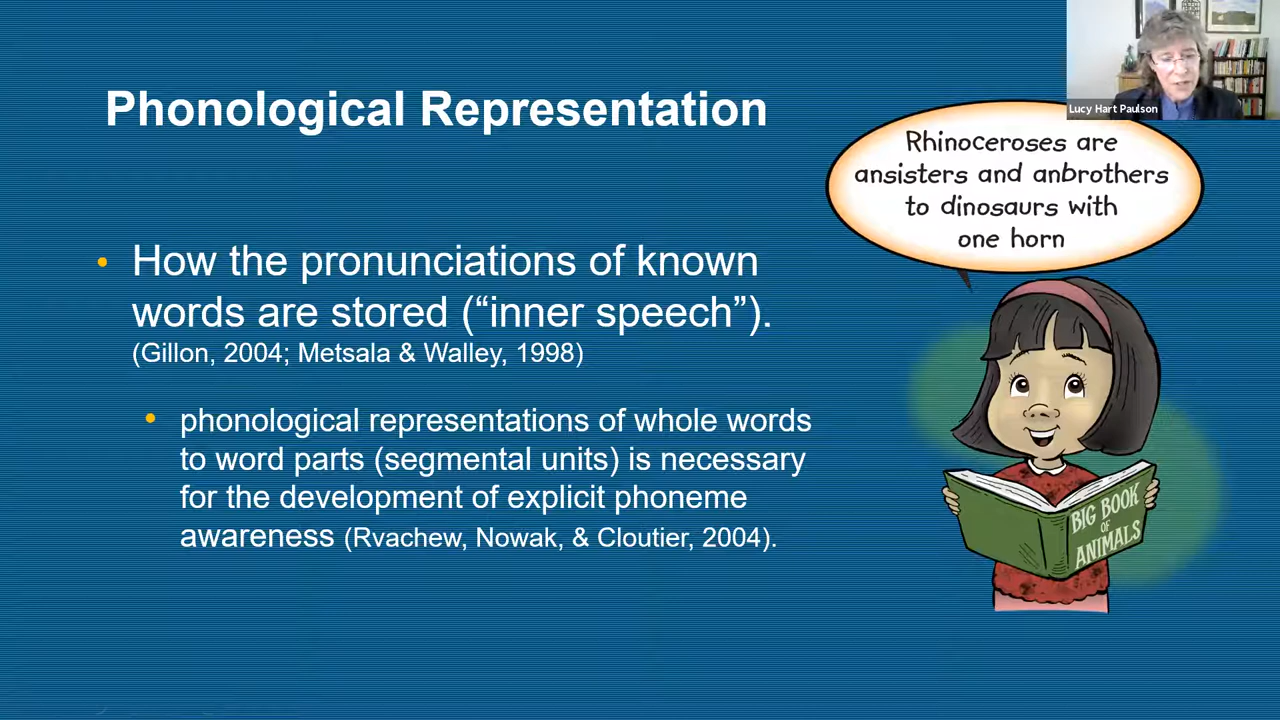 Phonological Representation
Lucy Hart Paulson
Rhinoceroses are
ansisters and anbrothers
to dinosaurs with
one horn
• How the pronunciations of known
words are stored (“inner speech”).
(Gillon, 2004; Metsala & Walley, 1998)
• phonological representations of whole words
to word parts (segmental units) is necessary
for the development of explicit phoneme
awareness (Rvachew, Nowak, & Cloutier, 2004).
BIG BOOK
OF
ANIMALS